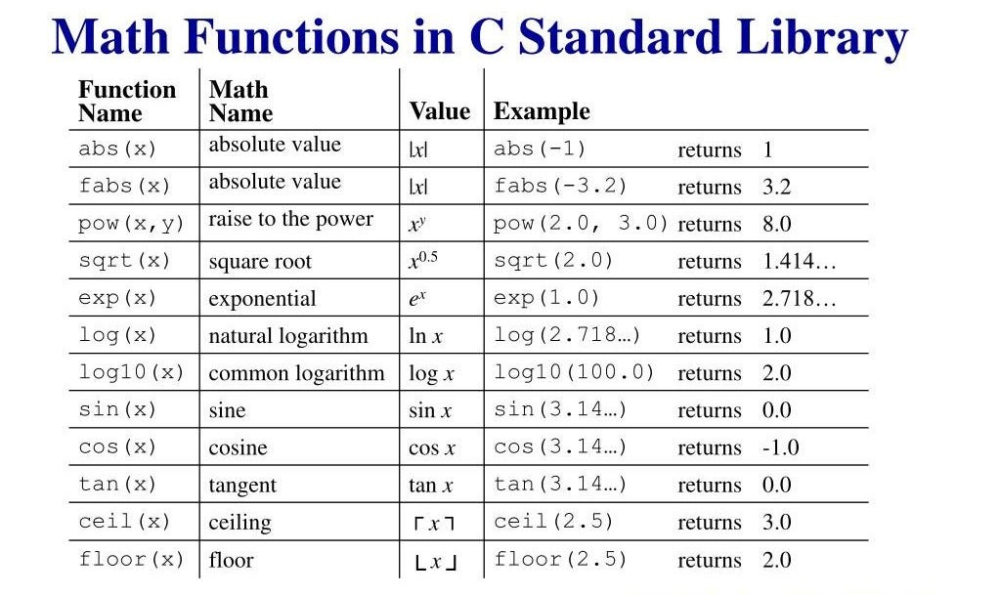 Math Functions in C Standard Library
Function Name Math Name Value Example
abs(x) absolute value |x| abs(-1) returns 1
fabs(x) absolute value |x| fabs(-3.2) returns 3.2
pow(x,y) raise to the power xʸ pow(2.0, 3.0) returns 8.0
sqrt(x) square root x⁰·⁵ sqrt(2.0) returns 1.414…
exp(x) exponential eˣ exp(1.0) returns 2.718…
log(x) natural logarithm ln x log(2.718…) returns 1.0
log10(x) common logarithm log x log10(100.0) returns 2.0
sin(x) sine sin x sin(3.14…) returns 0.0
cos(x) cosine cos x cos(3.14…) returns -1.0
tan(x) tangent tan x tan(3.14…) returns 0.0
ceil(x) ceiling ⌈x⌉ ceil(2.5) returns 3.0
floor(x) floor ⌊x⌋ floor(2.5) returns 2.0